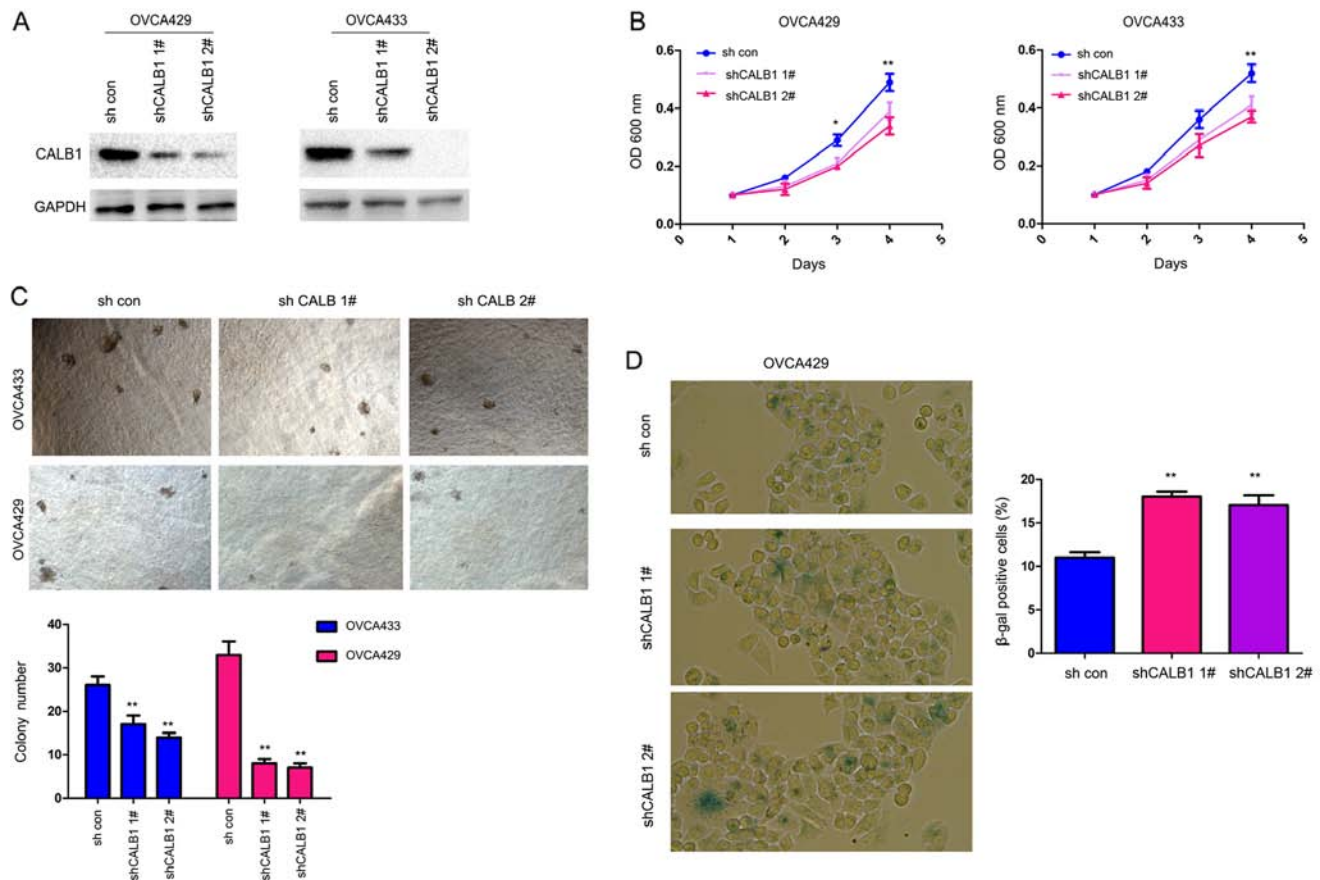 A
OVCA429
OVCA433
sh con
shCALB1 1#
shCALB1 2#
sh con
shCALB1 1#
shCALB1 2#
CALB1
GAPDH
B
OVCA429
OVCA433
sh con
shCALB1 1#
shCALB1 2#
**
*
0.6
0.4
0.2
0.0
OD 600 nm
0
1
2
3
4
5
Days
sh con
shCALB1 1#
shCALB1 2#
**
0.6
0.4
0.2
0.0
OD 600 nm
0
1
2
3
4
5
Days
C
sh con
sh CALB 1#
sh CALB 2#
OVCA433
OVCA429
OVCA433
OVCA429
Colony number
40
30
20
10
0
**
**
**
**
sh con
shCALB1 1#
shCALB1 2#
sh con
shCALB1 1#
shCALB1 2#
D
OVCA429
sh con
shCALB1 1#
shCALB1 2#
β-gal positive cells (%)
20
15
10
5
0
**
**
sh con
shCALB1 1#
shCALB1 2#